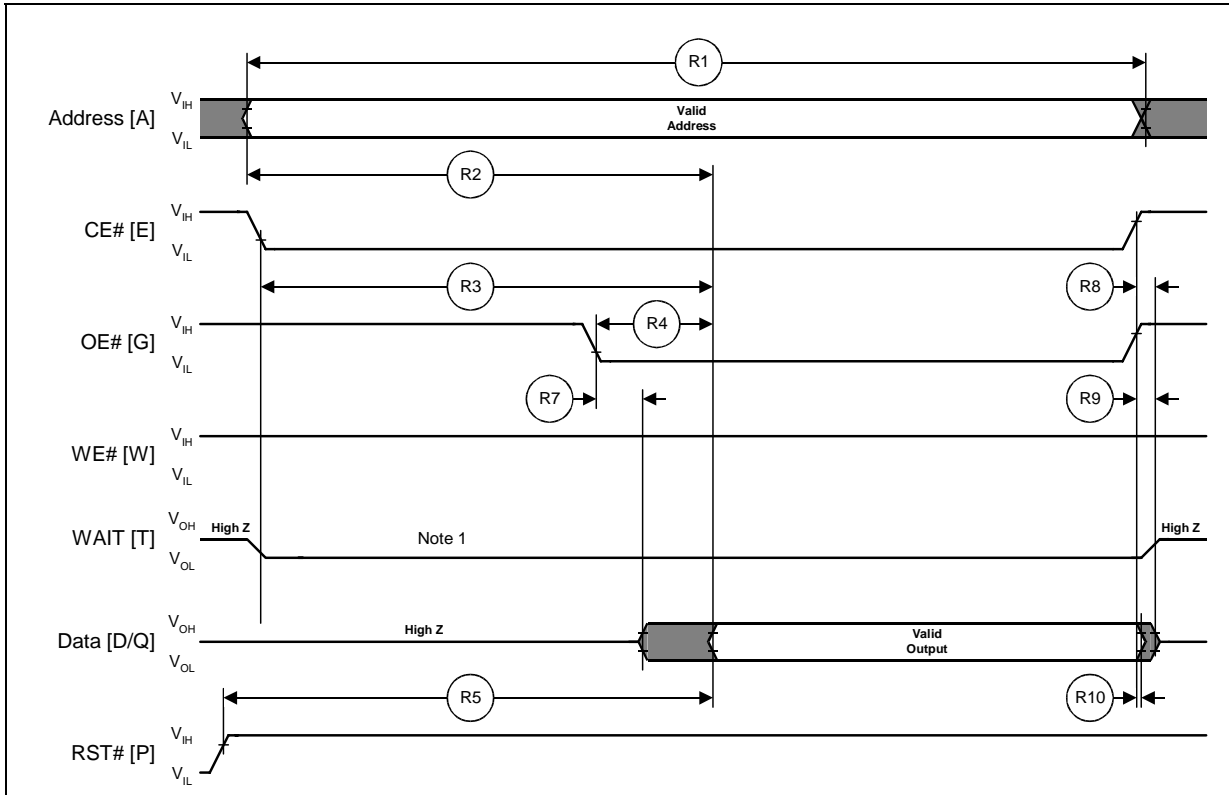 R1
Address [A]
VIH
VIL
Valid
Address
R2
CE# [E]
VIH
VIL
R3
R8
OE# [G]
VIH
VIL
R4
R7
R9
WE# [W]
VIH
VIL
WAIT [T]
VOH
VOL
High Z
Note 1
High Z
Data [D/Q]
VOH
VOL
High Z
Valid
Output
R5
R10
RST# [P]
VIH
VIL